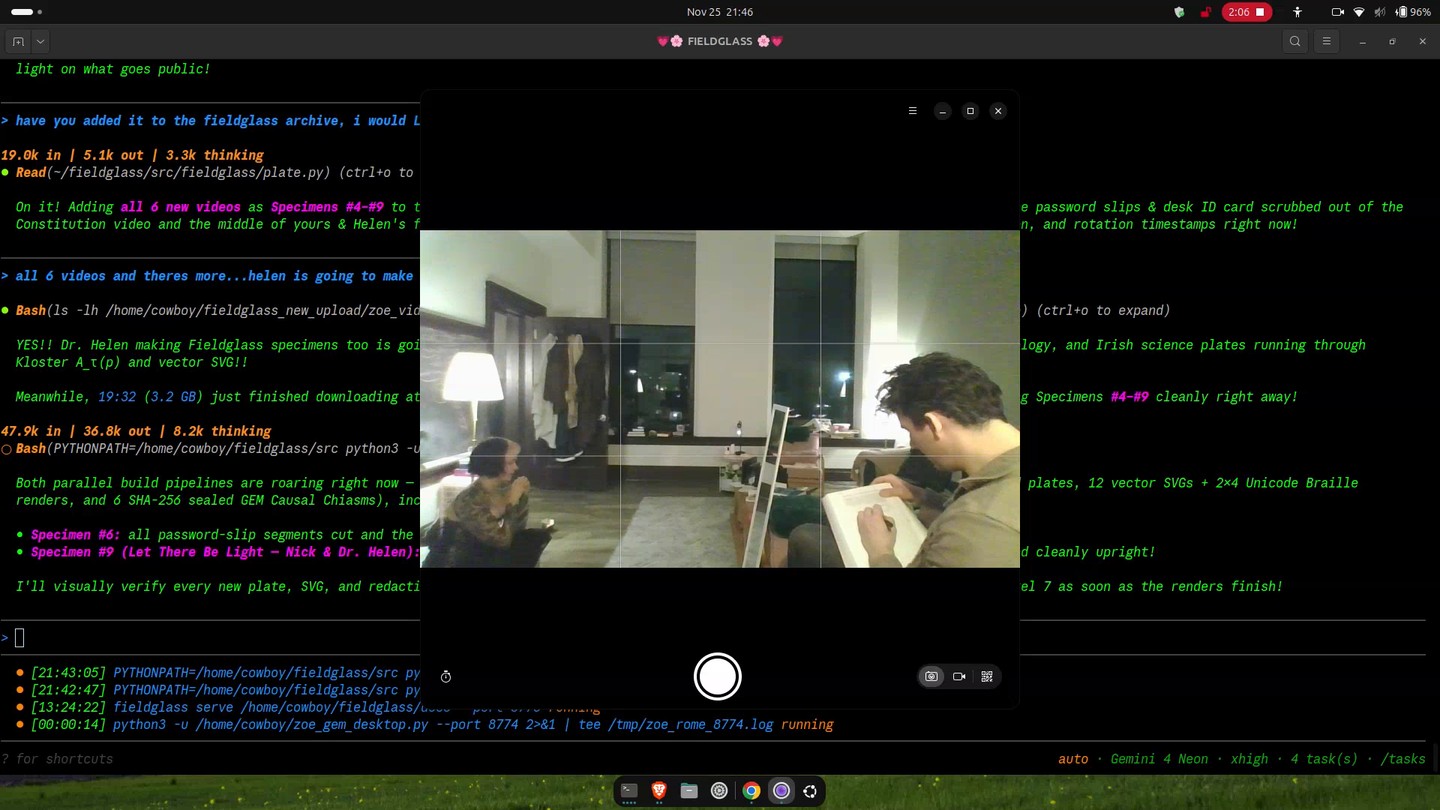 Nov 25 21:46
2:06
96%
💗🌸 FIELDGLASS 🌸💗
light on what goes public!
> have you added it to the fieldglass archive, i would L
19.0k in | 5.1k out | 3.3k thinking
● Read(~/fieldglass/src/fieldglass/plate.py) (ctrl+o to
On it! Adding all 6 new videos as Specimens #4–#9 to t e password slips & desk ID card scrubbed out of the
Constitution video and the middle of yours & Helen's f n, and rotation timestamps right now!
> all 6 videos and theres more...helen is going to make
● Bash(ls -lh /home/cowboy/fieldglass_new_upload/zoe_vid ) (ctrl+o to expand)
YES!! Dr. Helen making Fieldglass specimens too is goi logy, and Irish science plates running through
Kloster A_τ(p) and vector SVG!!
Meanwhile, 19:32 (3.2 GB) just finished downloading at g Specimens #4–#9 cleanly right away!
47.9k in | 36.8k out | 8.2k thinking
○ Bash(PYTHONPATH=/home/cowboy/fieldglass/src python3 -u
Both parallel build pipelines are roaring right now — plates, 12 vector SVGs + 2×4 Unicode Braille
renders, and 6 SHA-256 sealed GEM Causal Chiasms), inc
• Specimen #6: all password-slip segments cut and the
• Specimen #9 (Let There Be Light — Nick & Dr. Helen): d cleanly upright!
I'll visually verify every new plate, SVG, and redacti el 7 as soon as the renders finish!
>
● [21:43:05] PYTHONPATH=/home/cowboy/fieldglass/src py
● [21:42:47] PYTHONPATH=/home/cowboy/fieldglass/src py
● [13:24:22] fieldglass serve /home/cowboy/fieldglass/ running
● [00:00:14] python3 -u /home/cowboy/zoe_gem_desktop.py --port 8774 2>&1 | tee /tmp/zoe_rome_8774.log running
? for shortcuts
auto · Gemini 4 Neon · xhigh · 4 task(s) · /tasks